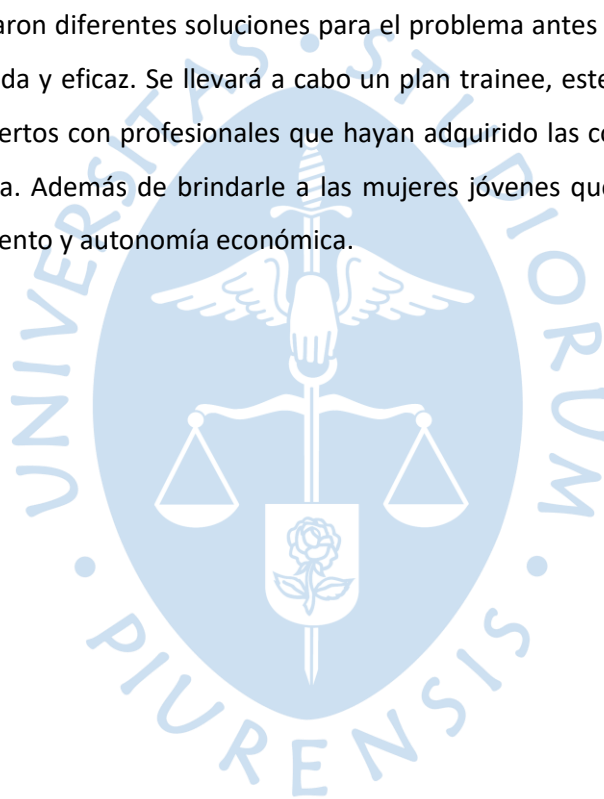 aron diferentes soluciones para el problema antes
da y eficaz. Se llevará a cabo un plan trainee, este
ertos con profesionales que hayan adquirido las co
a. Además de brindarle a las mujeres jóvenes que
ento y autonomía económica.
UNIVERSITAS • STUDIORUM • PIURENSIS •